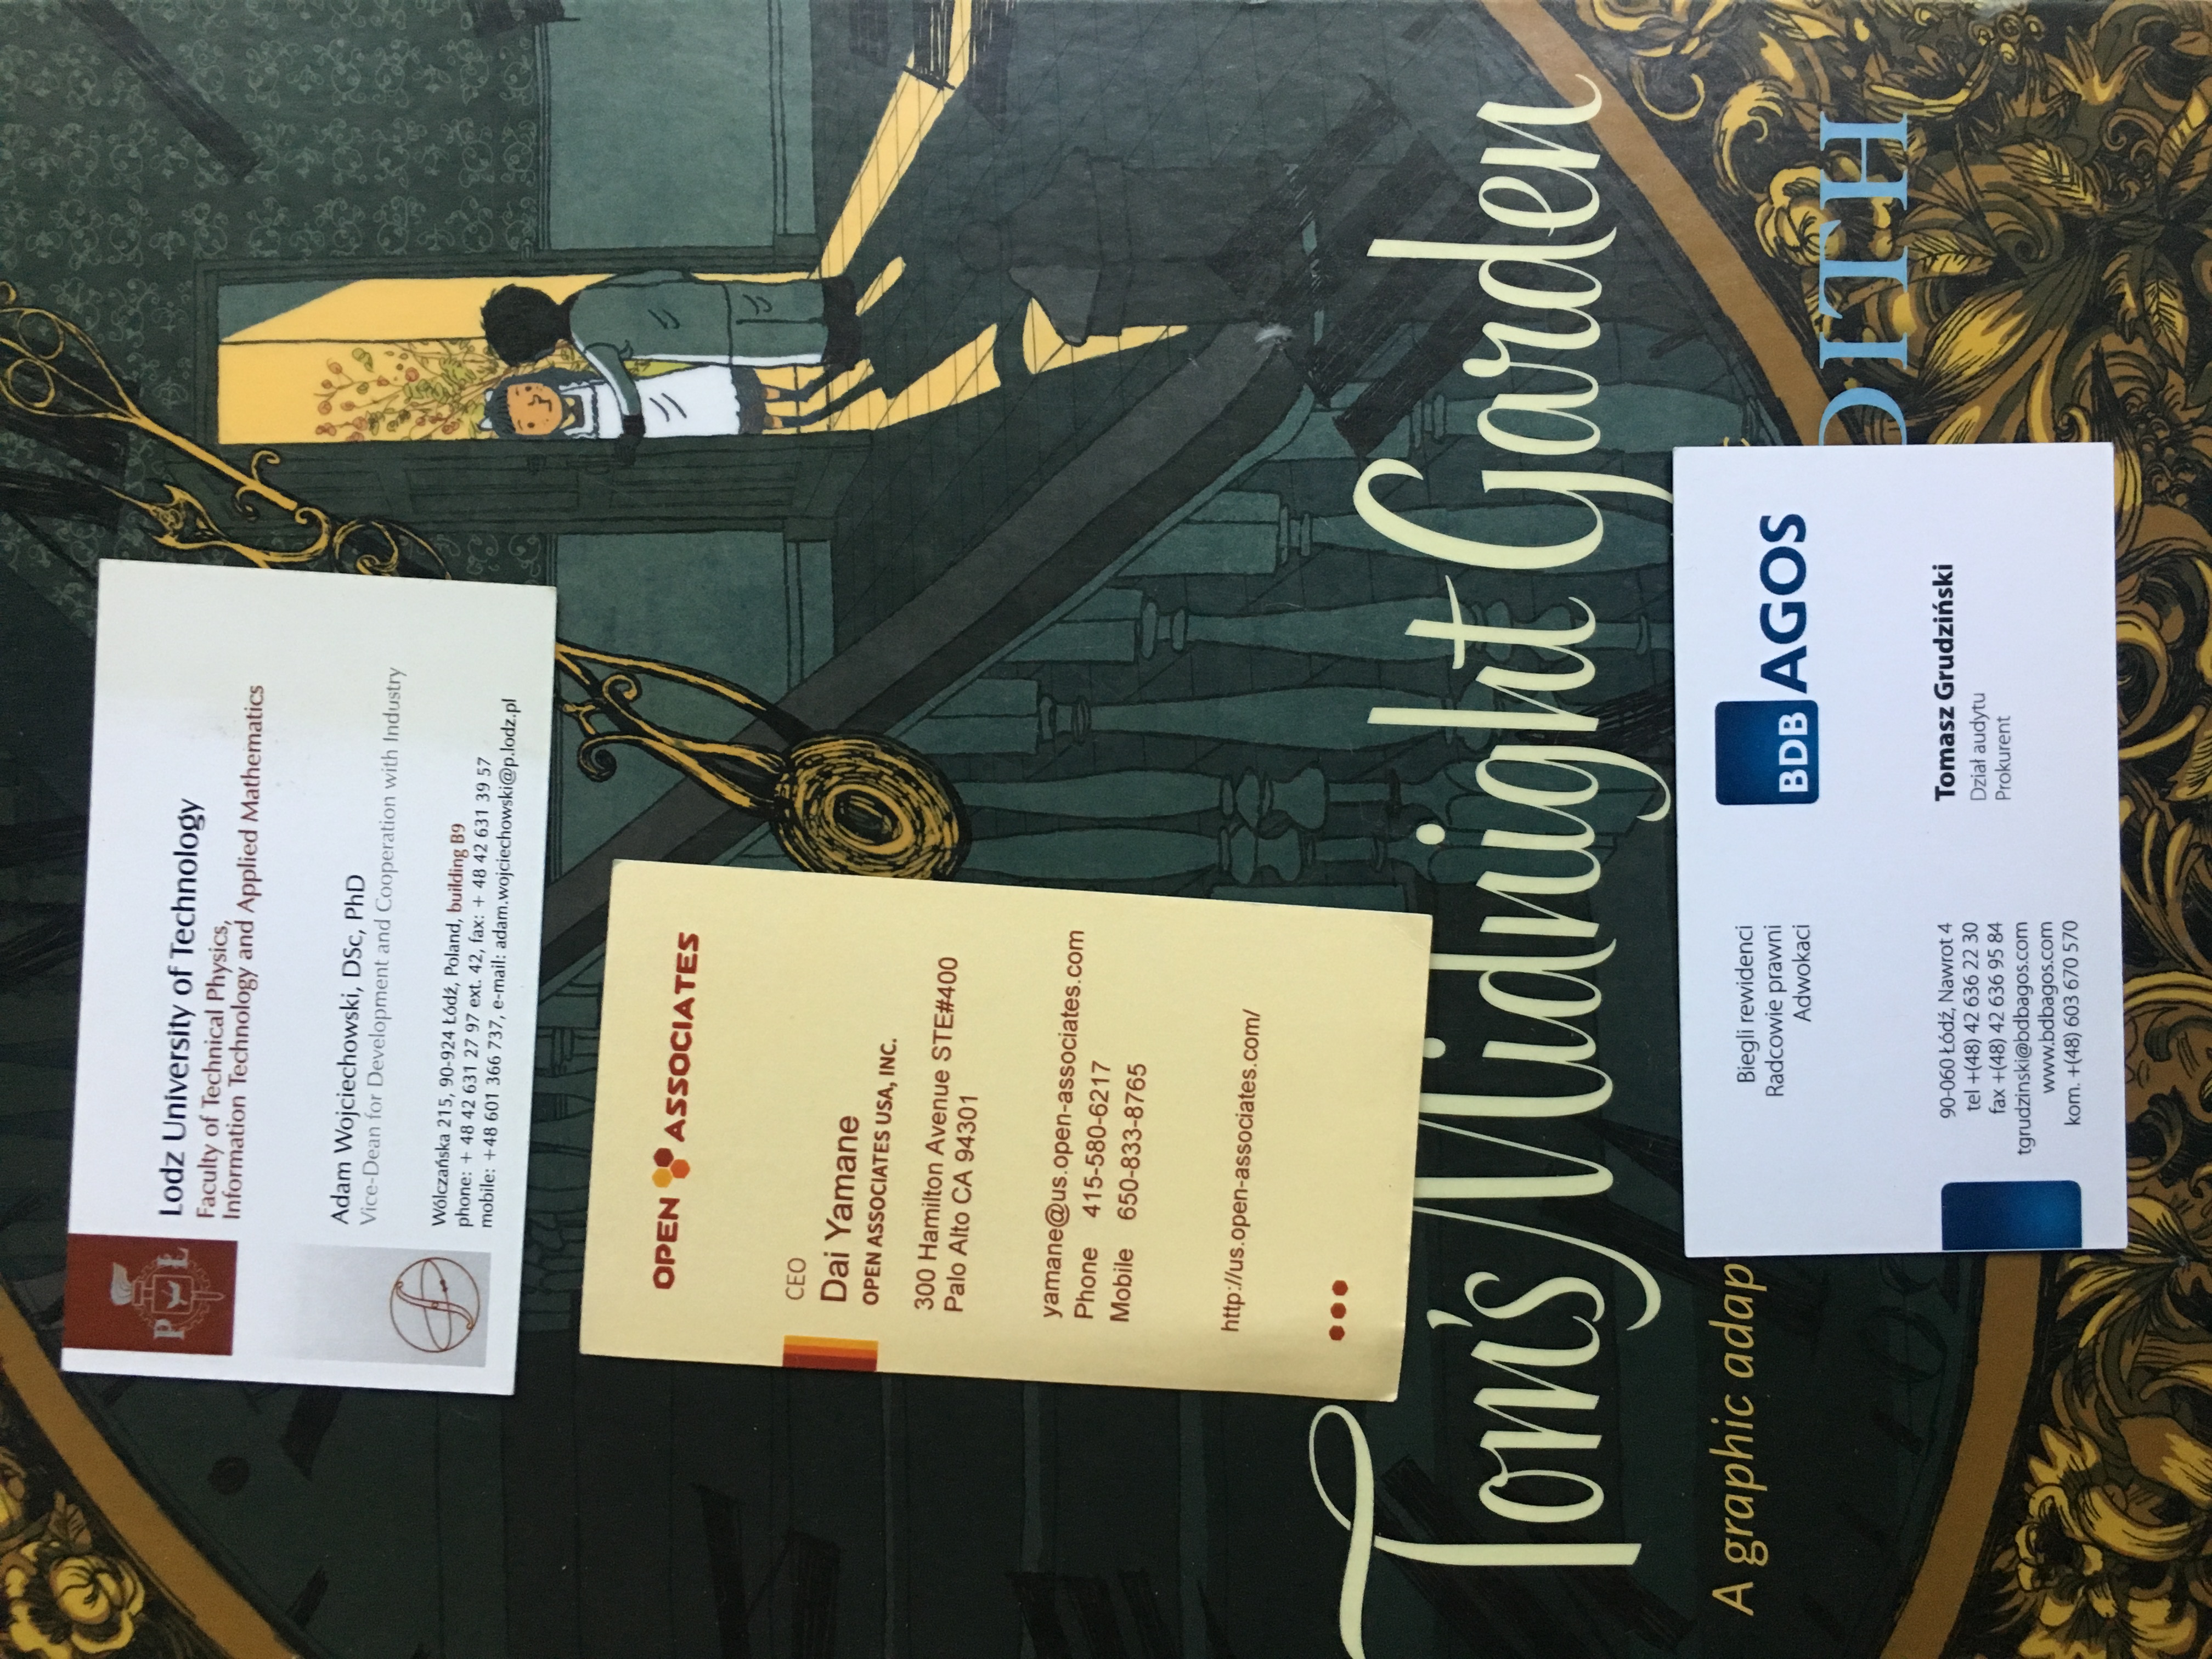 P Ł
Lodz University of Technology
Faculty of Technical Physics,
Information Technology and Applied Mathematics
Adam Wojciechowski, DSc, PhD
Vice-Dean for Development and Cooperation with Industry
Wólczańska 215, 90-924 Łódź, Poland, building B9
phone: + 48 42 631 27 97 ext. 42, fax: + 48 42 631 39 57
mobile: +48 601 366 737, e-mail: adam.wojciechowski@p.lodz.pl
OPEN ASSOCIATES
CEO
Dai Yamane
OPEN ASSOCIATES USA, INC.
300 Hamilton Avenue STE#400
Palo Alto CA 94301
yamane@us.open-associates.com
Phone 415-580-6217
Mobile 650-833-8765
http://us.open-associates.com/
Tom's Midnight Garden
A graphic adap
DITH
Biegli rewidenci
Radcowie prawni
Adwokaci
BDB AGOS
90-060 Łódź, Nawrot 4
tel +(48) 42 636 22 30
fax +(48) 42 636 95 84
tgrudzinski@bdbagos.com
www.bdbagos.com
kom. +(48) 603 670 570
Tomasz Grudziński
Dział audytu
Prokurent